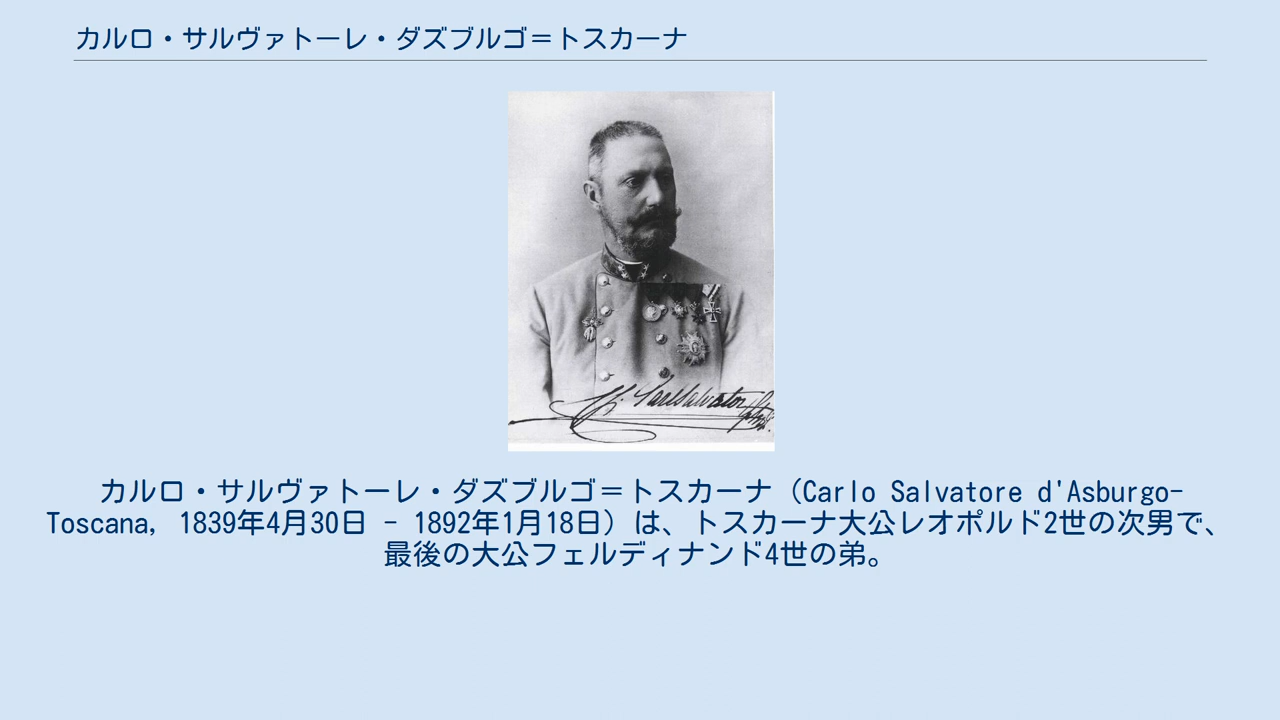 カルロ・サルヴァトーレ・ダズブルゴ＝トスカーナ
Carl Salvator
カルロ・サルヴァトーレ・ダズブルゴ＝トスカーナ（Carlo Salvatore d'Asburgo-
Toscana, 1839年4月30日 - 1892年1月18日）は、トスカーナ大公レオポルド2世の次男で、
最後の大公フェルディナンド4世の弟。